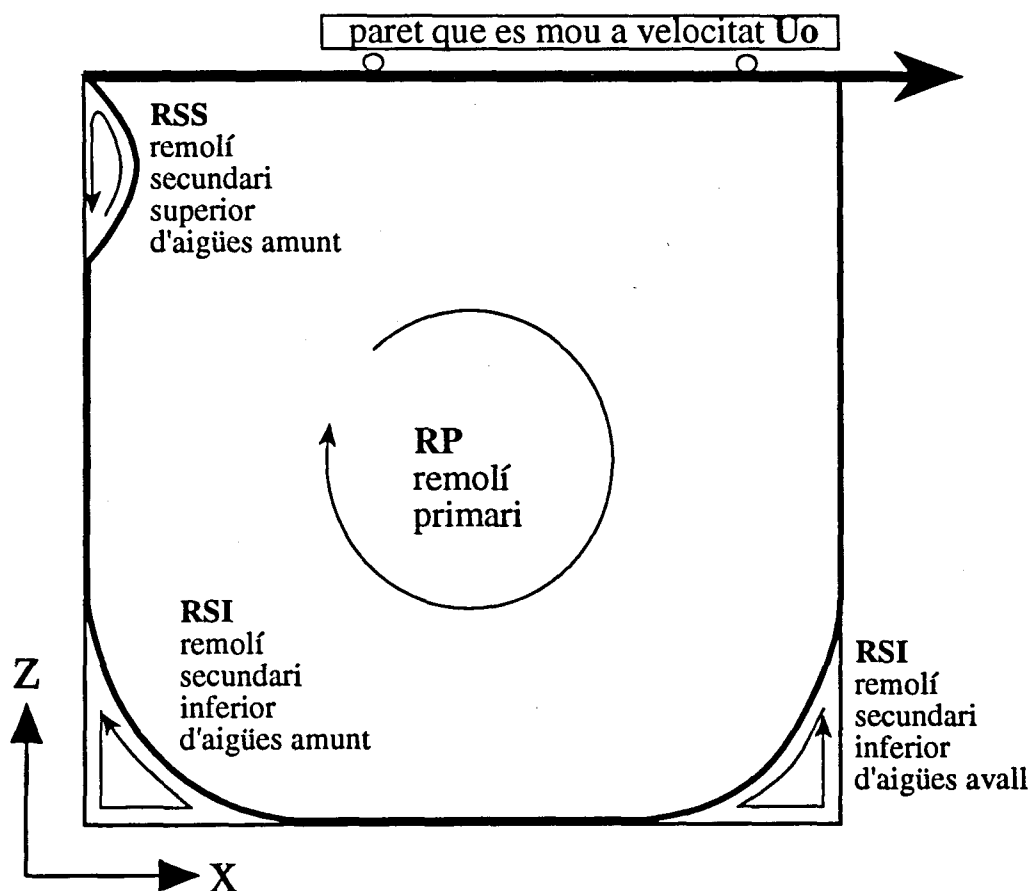 paret que es mou a velocitat Uo
RSS
remolí
secundari
superior
d'aigües amunt
RP
remolí
primari
RSI
remolí
secundari
inferior
d'aigües amunt
RSI
remolí
secundari
inferior
d'aigües avall
Z
X